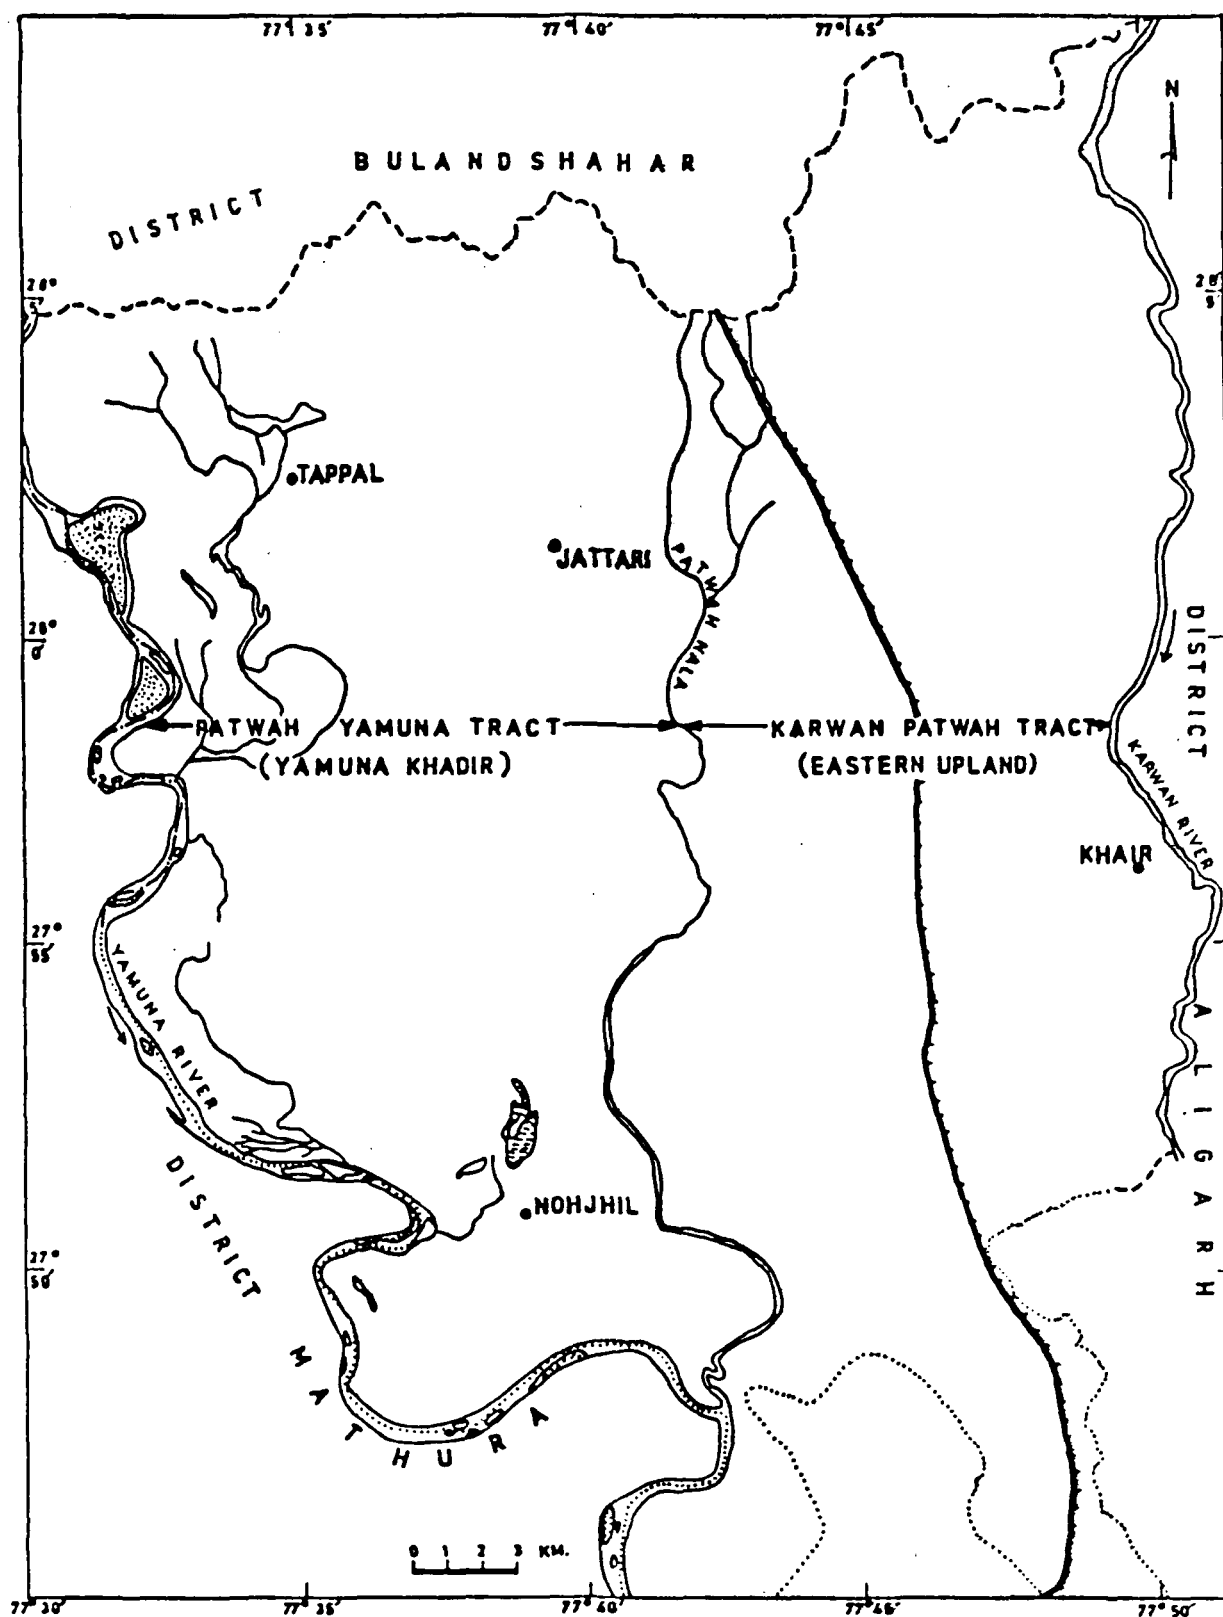 77° 35' 77° 40' 77° 45'
N
BULANDSHAHAR
DISTRICT
28°
5'
28°
5'
TAPPAL
JATTARI
PATWAH NALA
28°
0'
DISTRICT
PATWAH YAMUNA TRACT
(YAMUNA KHADIR)
KARWAN PATWAH TRACT
(EASTERN UPLAND)
KARWAN RIVER
KHAIR
27°
55'
YAMUNA RIVER
ALIGARH
DISTRICT
NOHJHIL
27°
50'
MATHURA
0 1 2 3 KM.
77° 30' 77° 35' 77° 40' 77° 45' 77° 50'